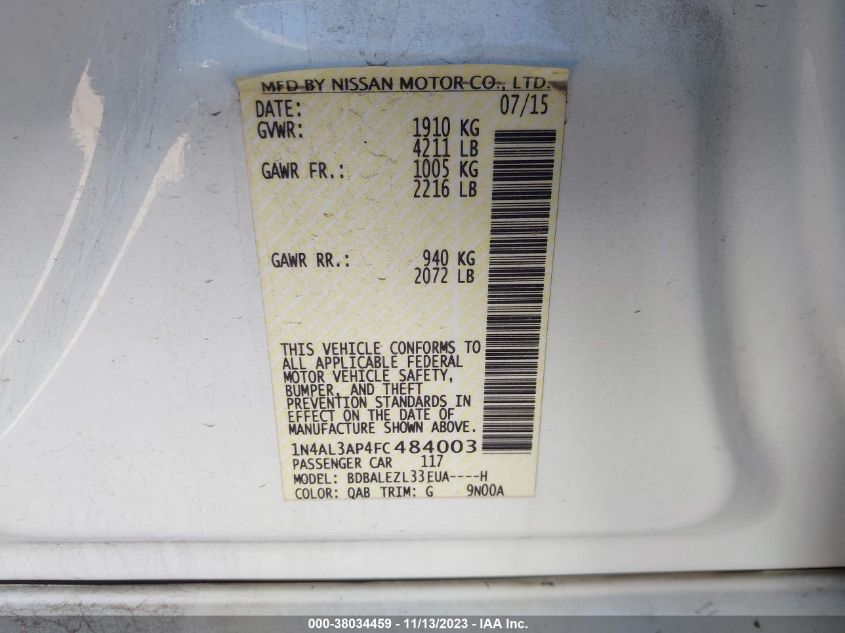 MFD BY NISSAN MOTOR CO., LTD.
DATE: 07/15
GVWR: 1910 KG
4211 LB
GAWR FR.: 1005 KG
2216 LB
GAWR RR.: 940 KG
2072 LB
THIS VEHICLE CONFORMS TO
ALL APPLICABLE FEDERAL
MOTOR VEHICLE SAFETY,
BUMPER, AND THEFT
PREVENTION STANDARDS IN
EFFECT ON THE DATE OF
MANUFACTURE SHOWN ABOVE.
1N4AL3AP4FC484003
PASSENGER CAR 117
MODEL: BDBALEZL33EUA----H
COLOR: QAB TRIM: G 9N00A
000-38034459 - 11/13/2023 - IAA Inc.